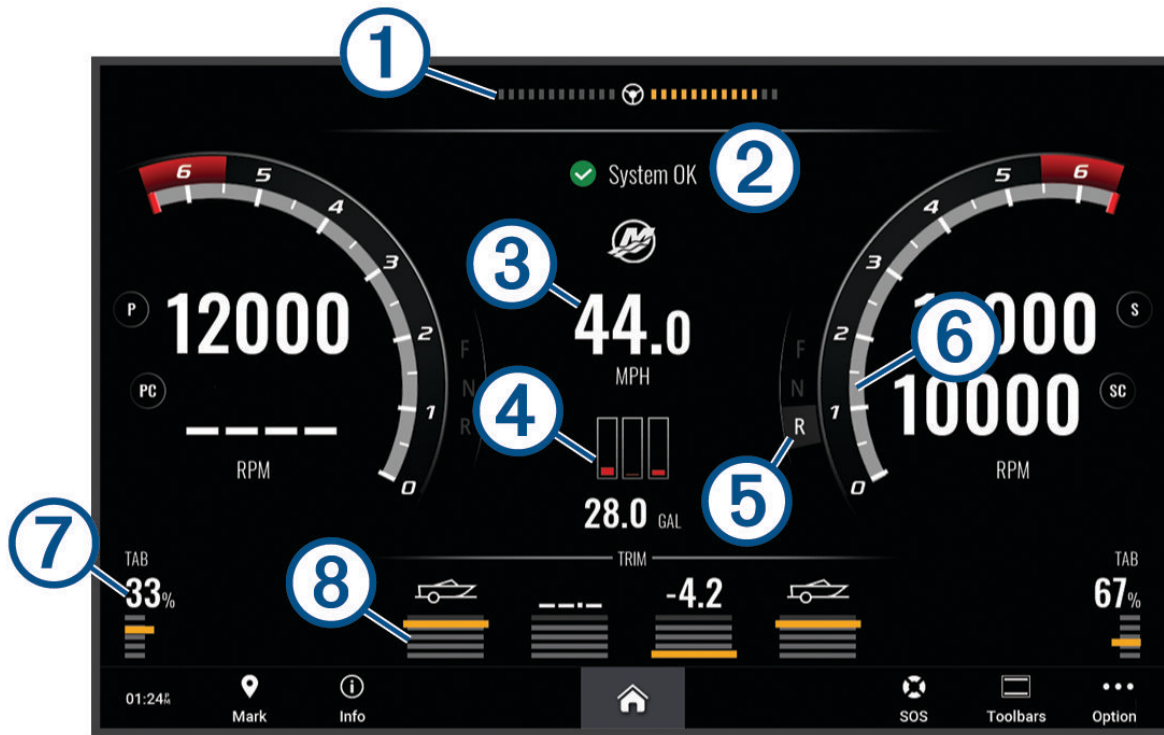 1
2
System OK
6 5 4 3 2 1 0
5 6 4 3 2 1 0
3
44.0
MPH
P
12000
PC
– – – –
RPM
F
N
R
F
N
R
S
6
10000
SC
RPM
4
5
28.0 GAL
7
TAB
33%
8
TRIM
--.-
-4.2
TAB
67%
01:24 PM
Mark
Info
SOS
Toolbars
Option